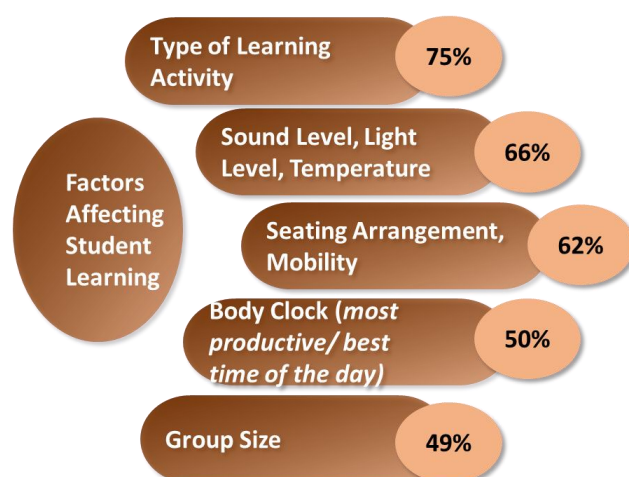 Factors
Affecting
Student
Learning
Type of Learning
Activity
75%
Sound Level, Light
Level, Temperature
66%
Seating Arrangement,
Mobility
62%
Body Clock (most
productive/ best
time of the day)
50%
Group Size
49%